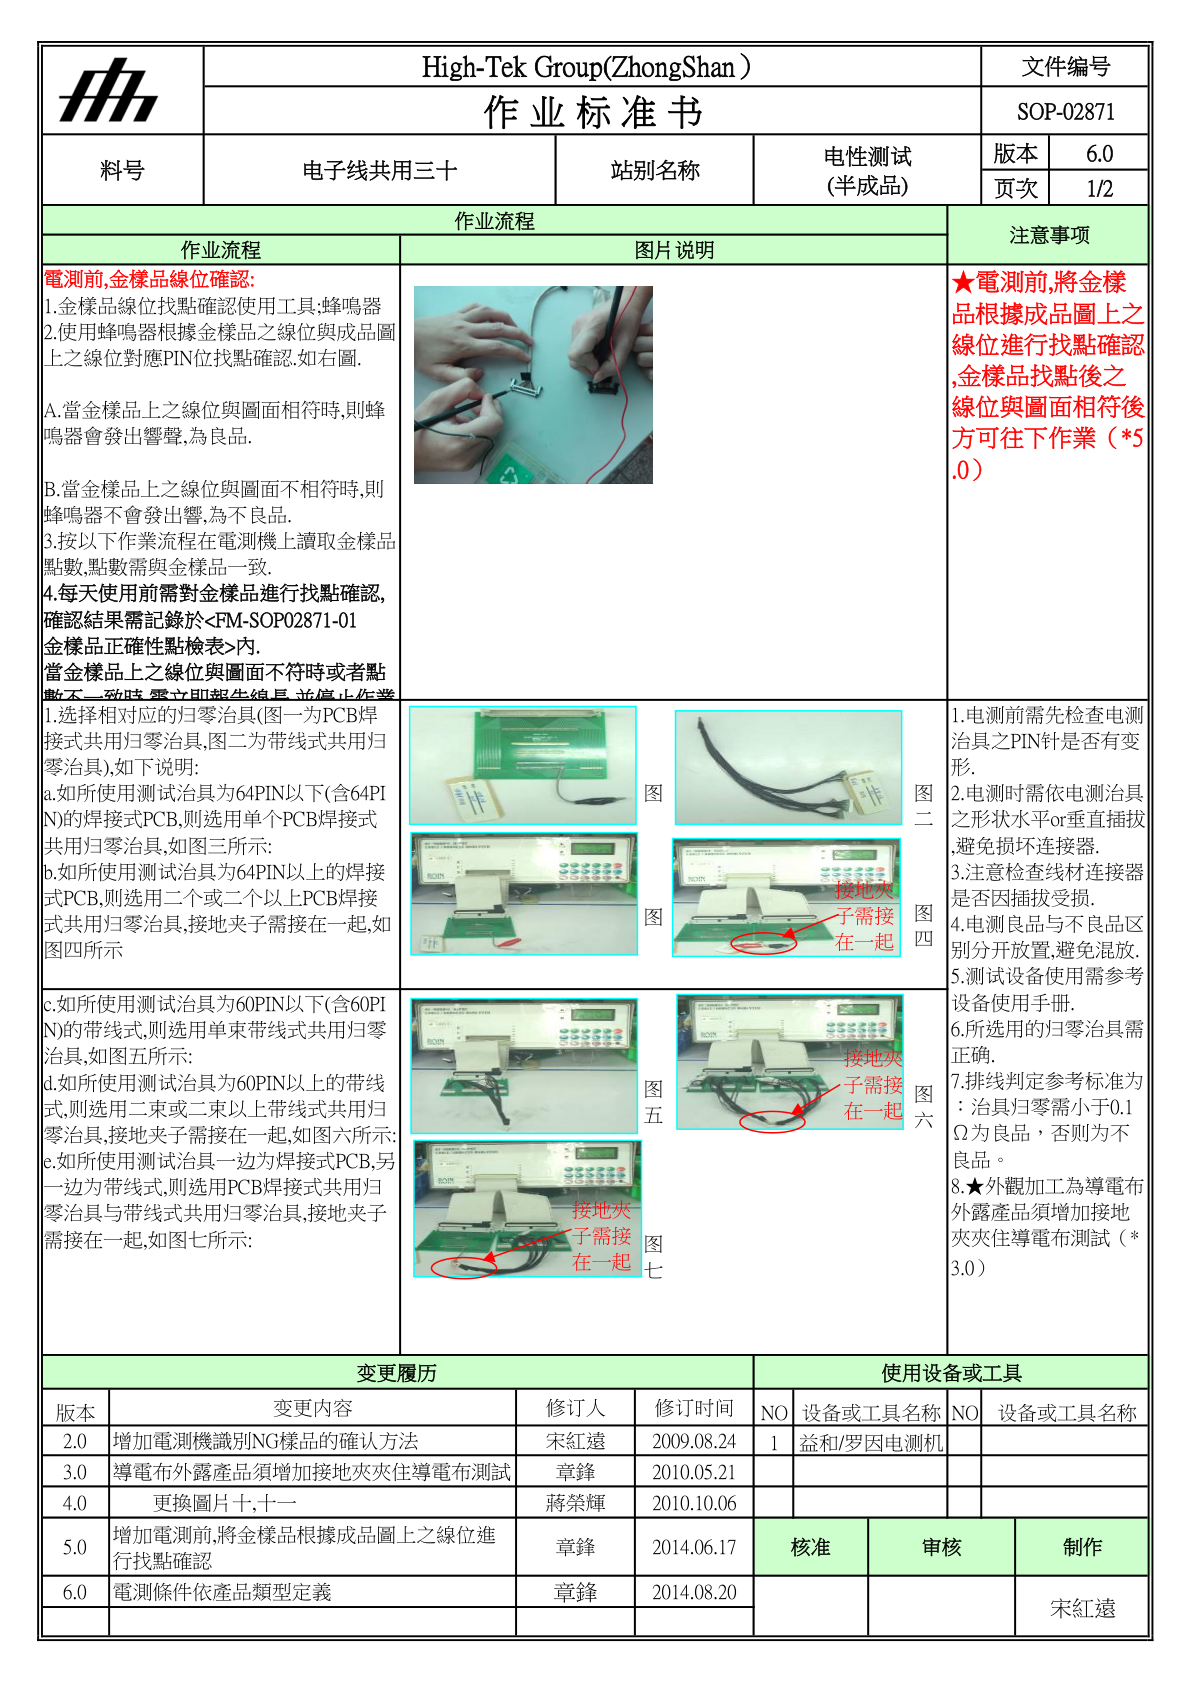 High-Tek Group(ZhongShan）
文件编号
作 业 标 准 书
SOP-02871
料号
电子线共用三十
站别名称
电性测试
(半成品)
版本
6.0
页次
1/2
作业流程
注意事项
作业流程
图片说明
電測前,金樣品線位確認:
1.金樣品線位找點確認使用工具;蜂鳴器
2.使用蜂鳴器根據金樣品之線位與成品圖
上之線位對應PIN位找點確認.如右圖.
A.當金樣品上之線位與圖面相符時,則蜂
鳴器會發出響聲,為良品.
B.當金樣品上之線位與圖面不相符時,則
蜂鳴器不會發出響,為不良品.
3.按以下作業流程在電測機上讀取金樣品
點數,點數需與金樣品一致.
4.每天使用前需對金樣品進行找點確認,
確認結果需記錄於<FM-SOP02871-01
金樣品正確性點檢表>內.
當金樣品上之線位與圖面不符時或者點
數不一致時,需立即報告線長,並停止作業
★電測前,將金樣
品根據成品圖上之
線位進行找點確認
,金樣品找點後之
線位與圖面相符後
方可往下作業（*5
.0）
1.选择相对应的归零治具(图一为PCB焊
接式共用归零治具,图二为带线式共用归
零治具),如下说明:
a.如所使用测试治具为64PIN以下(含64PI
N)的焊接式PCB,则选用单个PCB焊接式
共用归零治具,如图三所示:
b.如所使用测试治具为64PIN以上的焊接
式PCB,则选用二个或二个以上PCB焊接
式共用归零治具,接地夹子需接在一起,如
图四所示
图
图
二
图
图
四
接地夾
子需接
在一起
c.如所使用测试治具为60PIN以下(含60PI
N)的带线式,则选用单束带线式共用归零
治具,如图五所示:
d.如所使用测试治具为60PIN以上的带线
式,则选用二束或二束以上带线式共用归
零治具,接地夹子需接在一起,如图六所示:
e.如所使用测试治具一边为焊接式PCB,另
一边为带线式,则选用PCB焊接式共用归
零治具与带线式共用归零治具,接地夹子
需接在一起,如图七所示:
图
五
接地夾
子需接
在一起
图
六
接地夾
子需接
在一起
图
七
1.电测前需先检查电测
治具之PIN针是否有变
形.
2.电测时需依电测治具
之形状水平or垂直插拔
,避免损坏连接器.
3.注意检查线材连接器
是否因插拔受损.
4.电测良品与不良品区
别分开放置,避免混放.
5.测试设备使用需参考
设备使用手册.
6.所选用的归零治具需
正确.
7.排线判定参考标准为
：治具归零需小于0.1
Ω为良品，否则为不
良品。
8.★外觀加工為導電布
外露產品須增加接地
夾夾住導電布測試（*
3.0）
变更履历
使用设备或工具
版本
变更内容
修订人
修订时间
NO
设备或工具名称
NO
设备或工具名称
2.0
增加電測機識別NG樣品的確认方法
宋紅遠
2009.08.24
1
益和/罗因电测机
3.0
導電布外露產品須增加接地夾夾住導電布測試
章鋒
2010.05.21
4.0
更換圖片十,十一
蔣榮輝
2010.10.06
5.0
增加電測前,將金樣品根據成品圖上之線位進
行找點確認
章鋒
2014.06.17
核准
审核
制作
6.0
電測條件依產品類型定義
章鋒
2014.08.20
宋紅遠